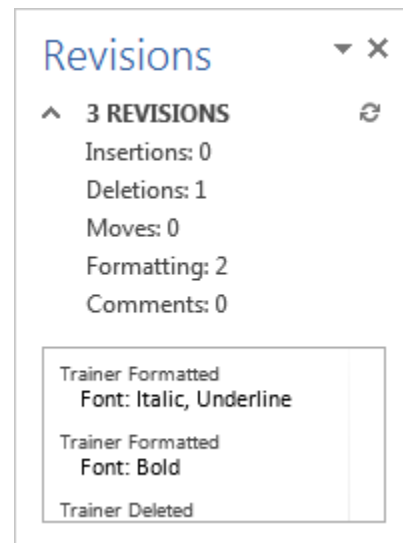 Revisions
3 REVISIONS
Insertions: 0
Deletions: 1
Moves: 0
Formatting: 2
Comments: 0
Trainer Formatted
Font: Italic, Underline
Trainer Formatted
Font: Bold
Trainer Deleted